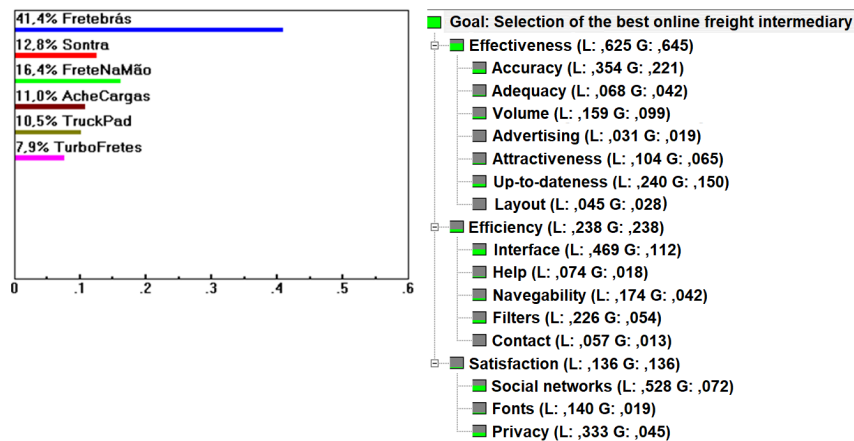 41,4% Fretebrás
12,8% Sontra
16,4% FreteNaMão
11,0% AcheCargas
10,5% TruckPad
7,9% TurboFretes
0 .1 .2 .3 .4 .5 .6
Goal: Selection of the best online freight intermediary
Effectiveness (L: ,625 G: ,645)
Accuracy (L: ,354 G: ,221)
Adequacy (L: ,068 G: ,042)
Volume (L: ,159 G: ,099)
Advertising (L: ,031 G: ,019)
Attractiveness (L: ,104 G: ,065)
Up-to-dateness (L: ,240 G: ,150)
Layout (L: ,045 G: ,028)
Efficiency (L: ,238 G: ,238)
Interface (L: ,469 G: ,112)
Help (L: ,074 G: ,018)
Navegability (L: ,174 G: ,042)
Filters (L: ,226 G: ,054)
Contact (L: ,057 G: ,013)
Satisfaction (L: ,136 G: ,136)
Social networks (L: ,528 G: ,072)
Fonts (L: ,140 G: ,019)
Privacy (L: ,333 G: ,045)